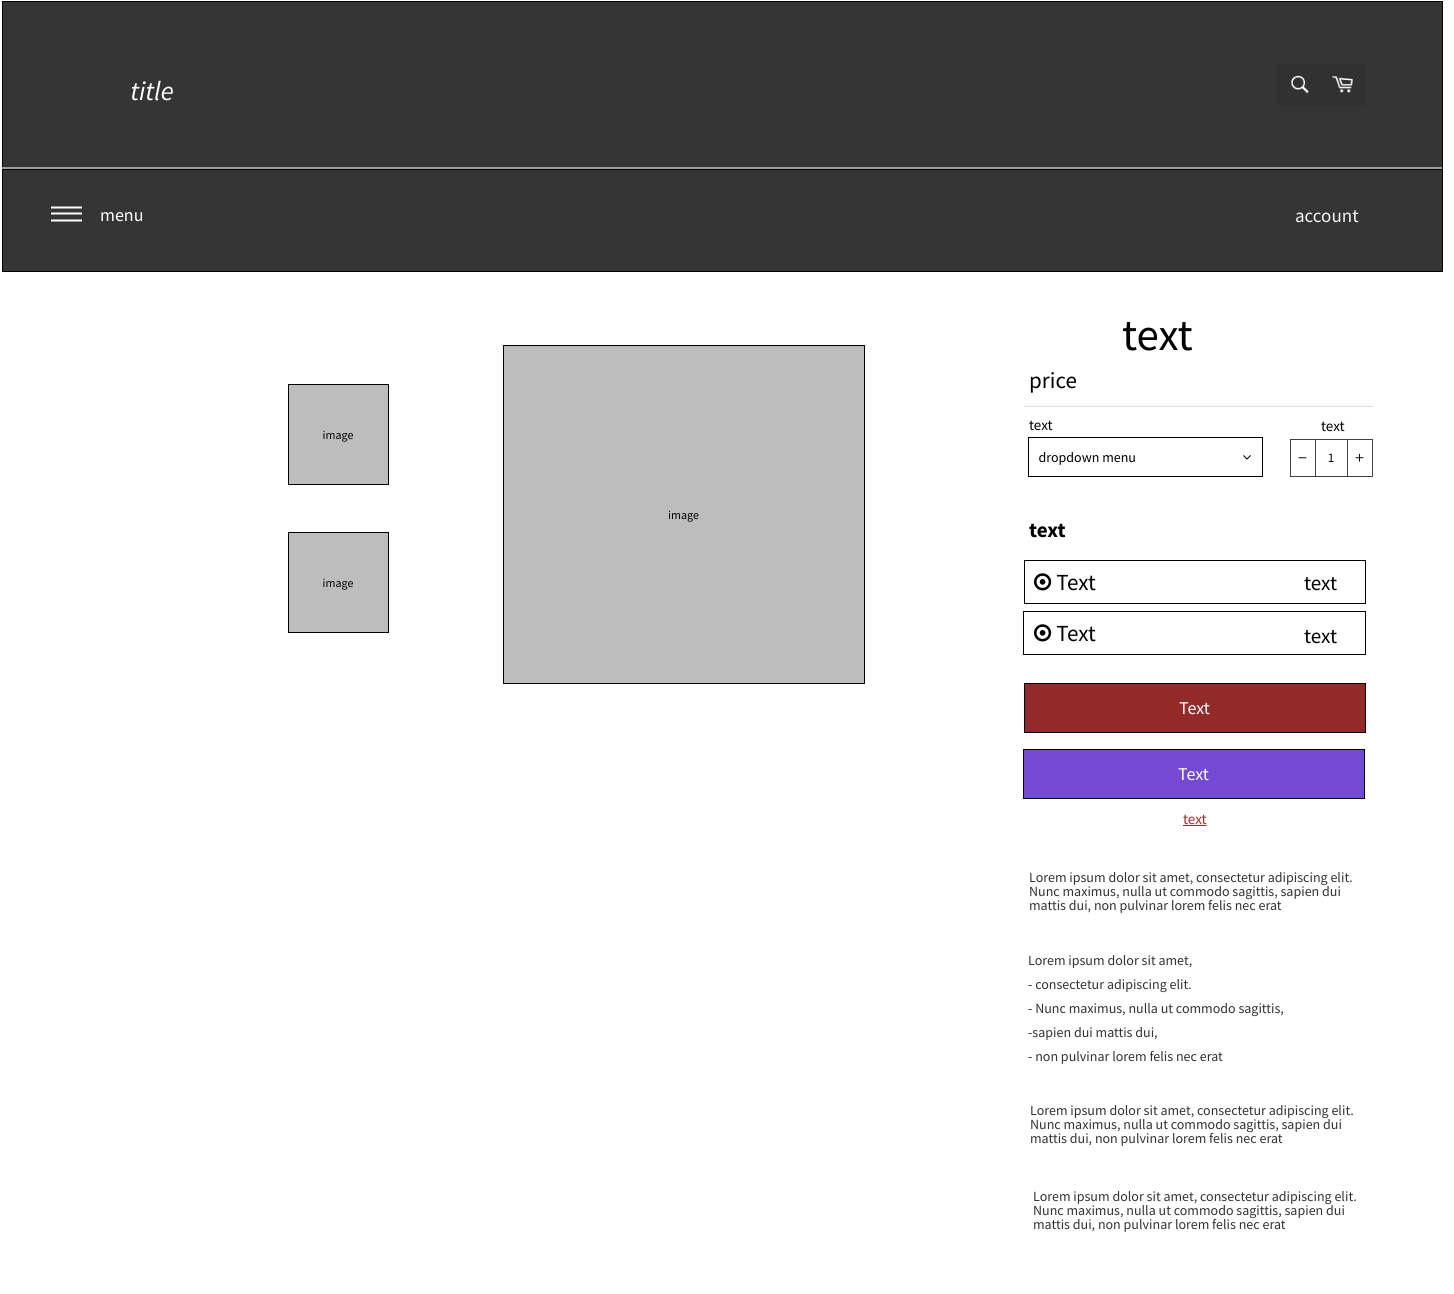 title
menu
account
image
image
image
text
price
text
text
dropdown menu
− 1 +
text
Text text
Text text
Text
Text
text
Lorem ipsum dolor sit amet, consectetur adipiscing elit.
Nunc maximus, nulla ut commodo sagittis, sapien dui
mattis dui, non pulvinar lorem felis nec erat
Lorem ipsum dolor sit amet,
- consectetur adipiscing elit.
- Nunc maximus, nulla ut commodo sagittis,
-sapien dui mattis dui,
- non pulvinar lorem felis nec erat
Lorem ipsum dolor sit amet, consectetur adipiscing elit.
Nunc maximus, nulla ut commodo sagittis, sapien dui
mattis dui, non pulvinar lorem felis nec erat
Lorem ipsum dolor sit amet, consectetur adipiscing elit.
Nunc maximus, nulla ut commodo sagittis, sapien dui
mattis dui, non pulvinar lorem felis nec erat